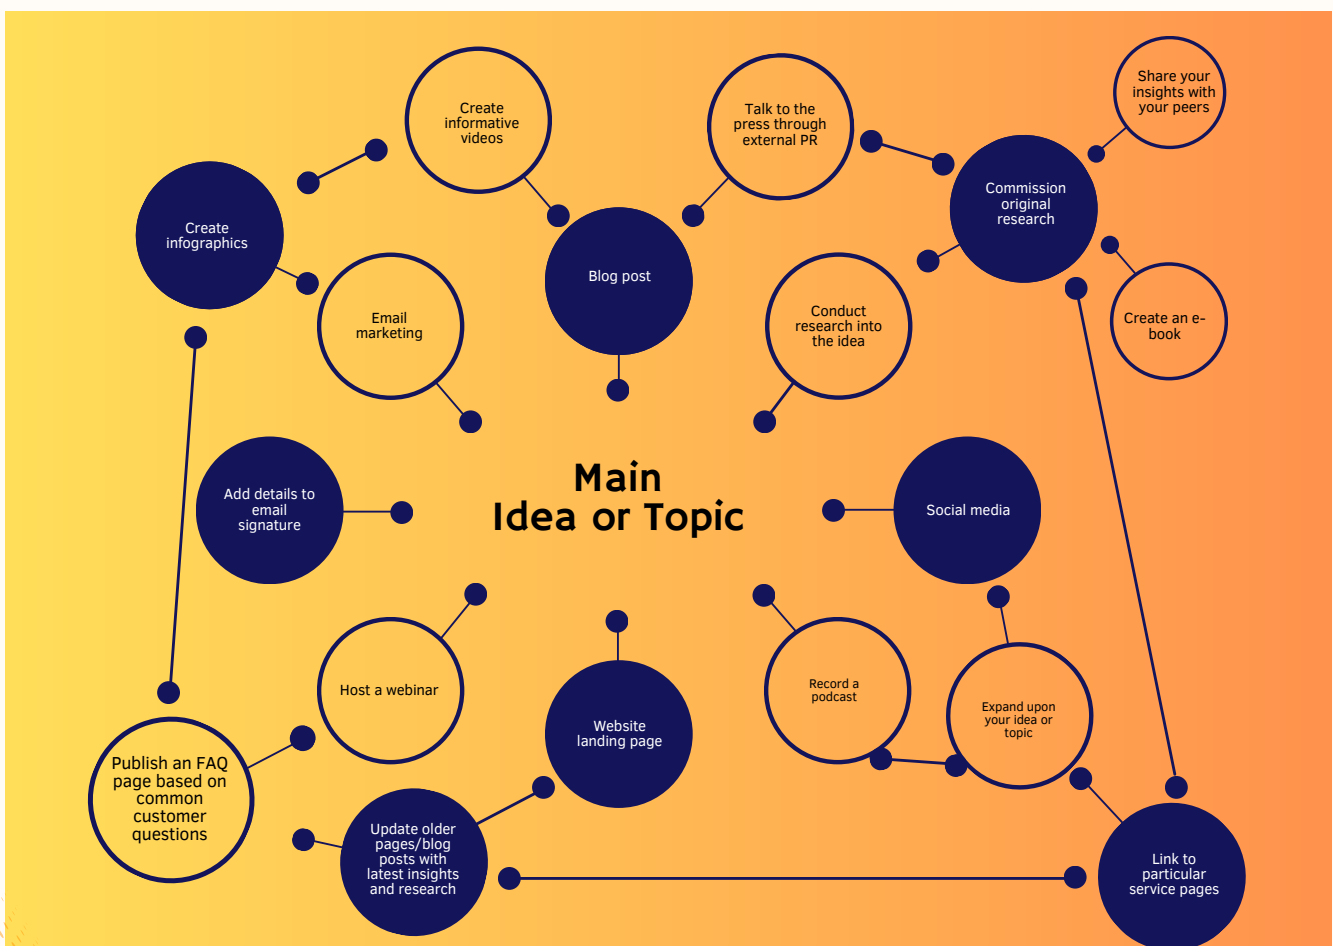 Share your
insights with
your peers
Create
informative
videos
Talk to the
press through
external PR
Commission
original
research
Create
infographics
Blog post
Email
marketing
Conduct
research into
the idea
Create an e-
book
Main
Idea or Topic
Add details to
email
signature
Social media
Host a webinar
Record a
podcast
Expand upon
your idea or
topic
Website
landing page
Publish an FAQ
page based on
common
customer
questions
Update older
pages/blog
posts with
latest insights
and research
Link to
particular
service pages